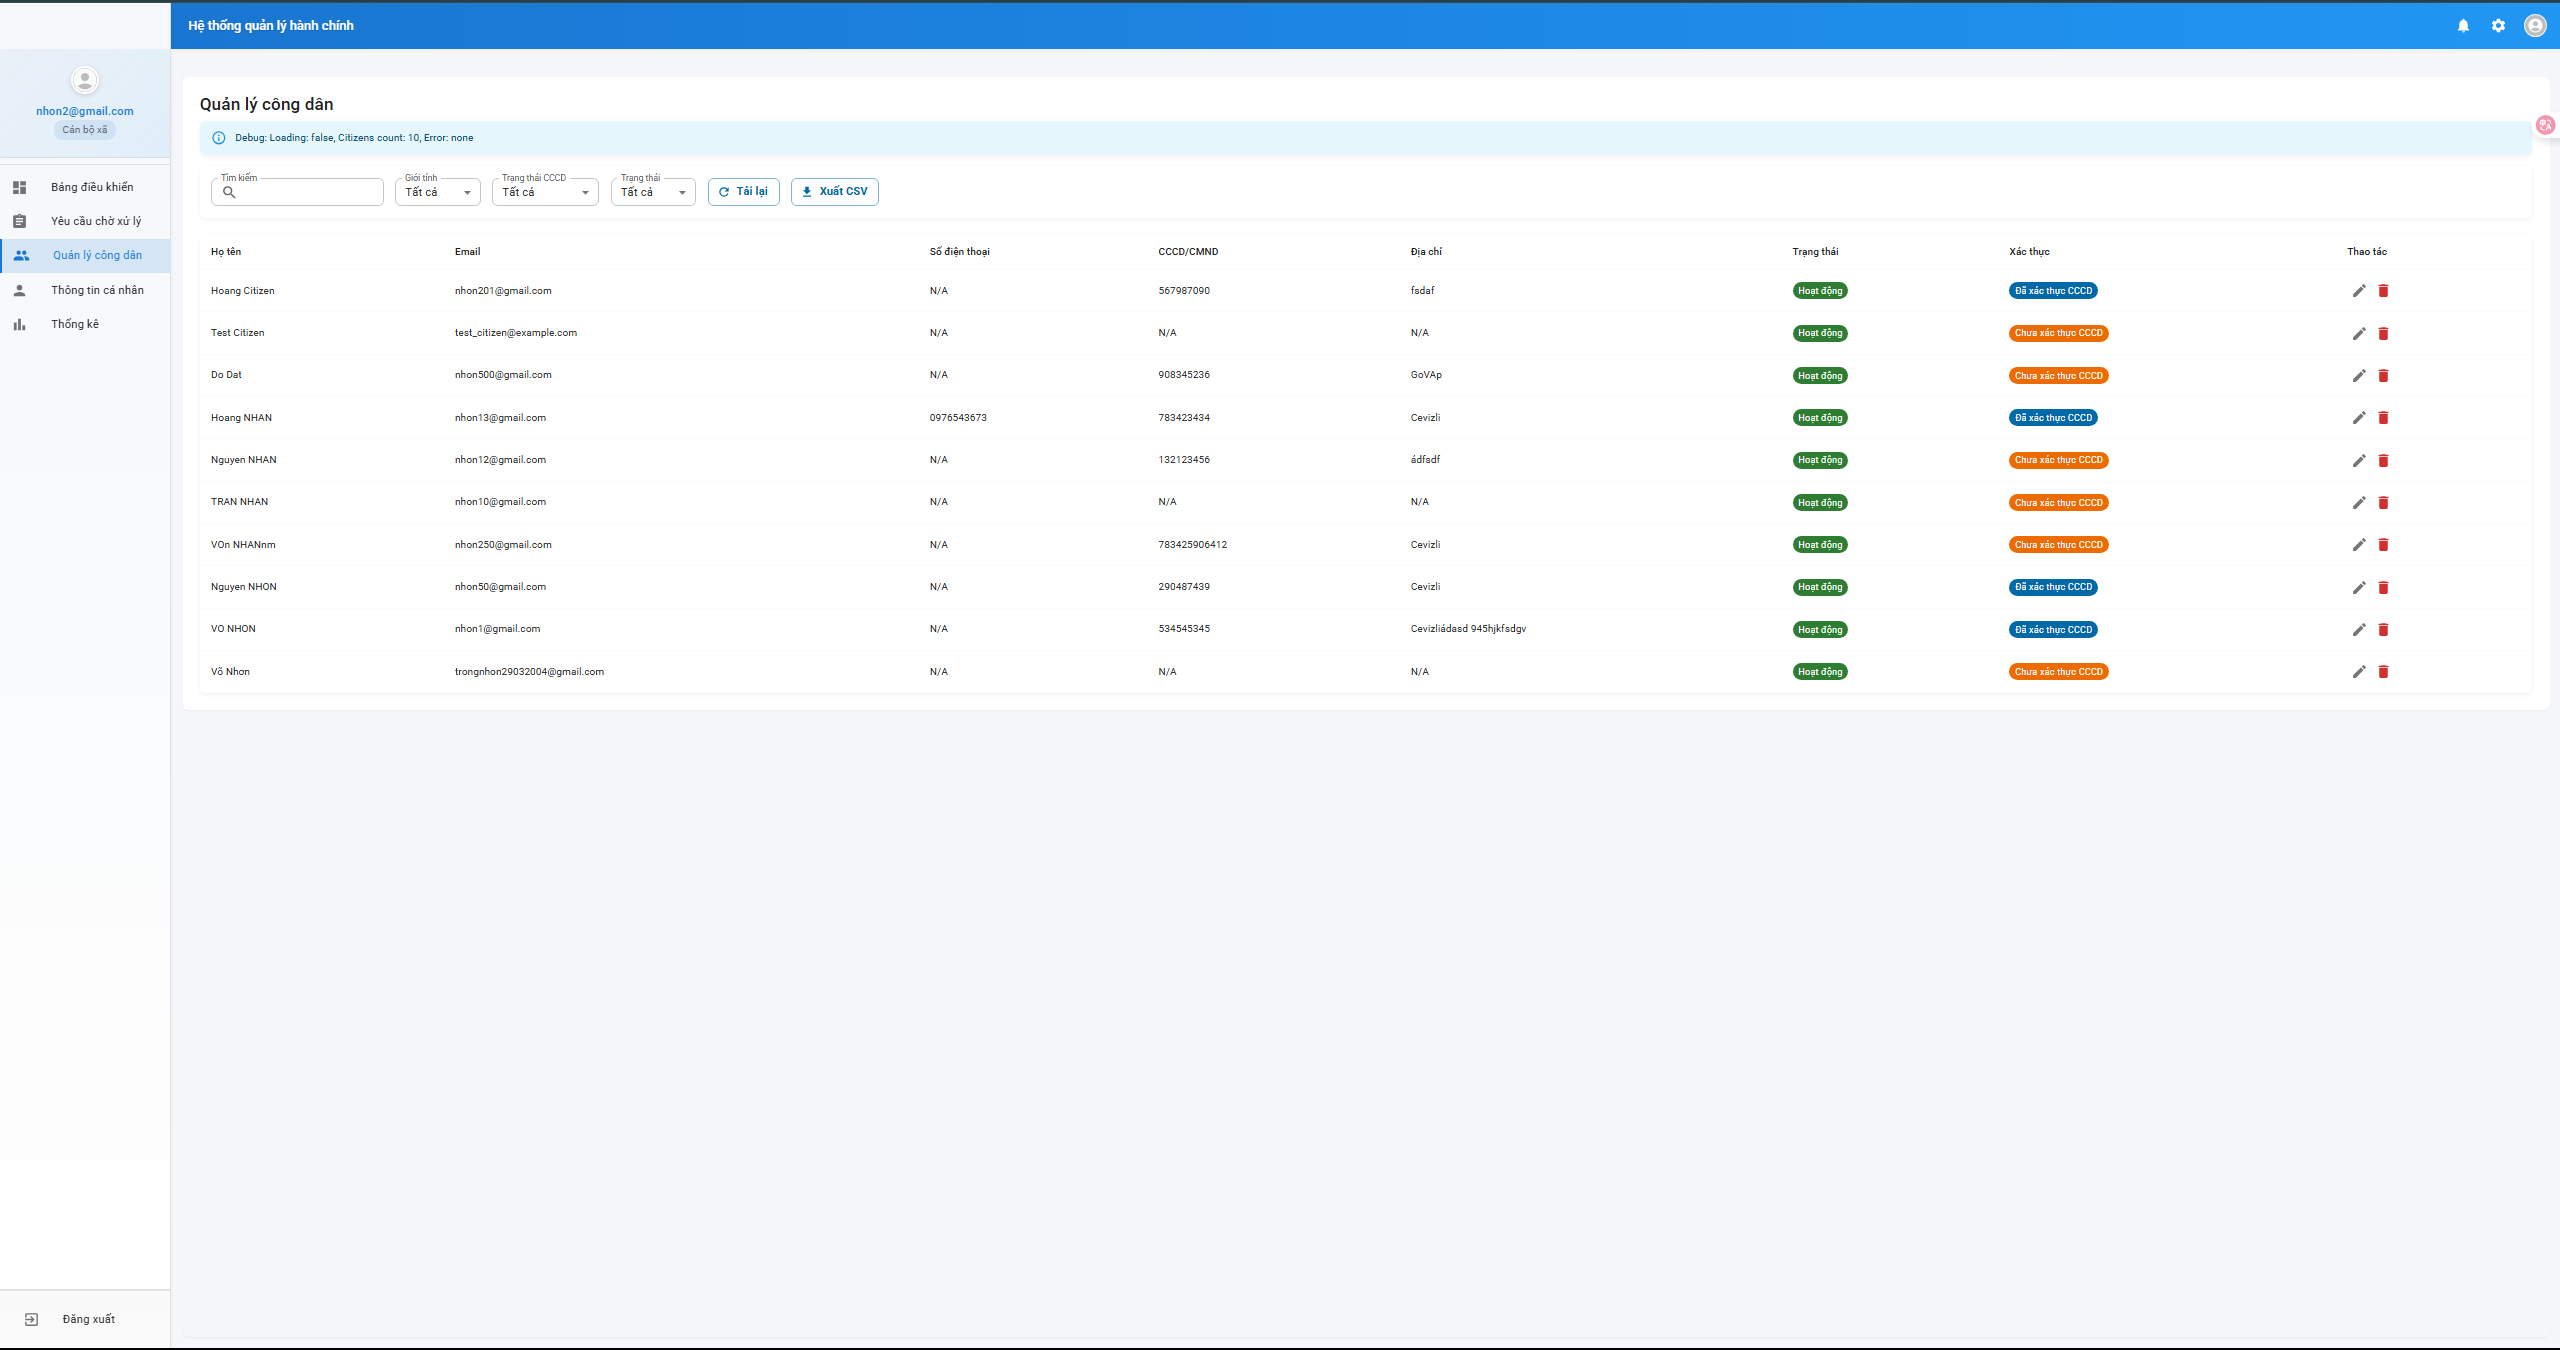 Hệ thống quản lý hành chính
nhon2@gmail.com
Cán bộ xã
Bảng điều khiển
Yêu cầu chờ xử lý
Quản lý công dân
Thông tin cá nhân
Thống kê
Đăng xuất
Quản lý công dân
Debug: Loading: false, Citizens count: 10, Error: none
Tìm kiếm
Giới tính Tất cả
Trạng thái CCCD Tất cả
Trạng thái Tất cả
Tải lại
Xuất CSV
Họ tên Email Số điện thoại CCCD/CMND Địa chỉ Trạng thái Xác thực Thao tác
Hoang Citizen nhon201@gmail.com N/A 567987090 fsdaf Hoạt động Đã xác thực CCCD
Test Citizen test_citizen@example.com N/A N/A N/A Hoạt động Chưa xác thực CCCD
Do Dat nhon500@gmail.com N/A 908345236 GoVAp Hoạt động Chưa xác thực CCCD
Hoang NHAN nhon13@gmail.com 0976543673 783423434 Cevizli Hoạt động Đã xác thực CCCD
Nguyen NHAN nhon12@gmail.com N/A 132123456 ádfsdf Hoạt động Chưa xác thực CCCD
TRAN NHAN nhon10@gmail.com N/A N/A N/A Hoạt động Chưa xác thực CCCD
VOn NHANnm nhon250@gmail.com N/A 783425906412 Cevizli Hoạt động Chưa xác thực CCCD
Nguyen NHON nhon50@gmail.com N/A 290487439 Cevizli Hoạt động Đã xác thực CCCD
VO NHON nhon1@gmail.com N/A 534545345 Cevizliádasd 945hjkfsdgv Hoạt động Đã xác thực CCCD
Võ Nhơn trongnhon29032004@gmail.com N/A N/A N/A Hoạt động Chưa xác thực CCCD